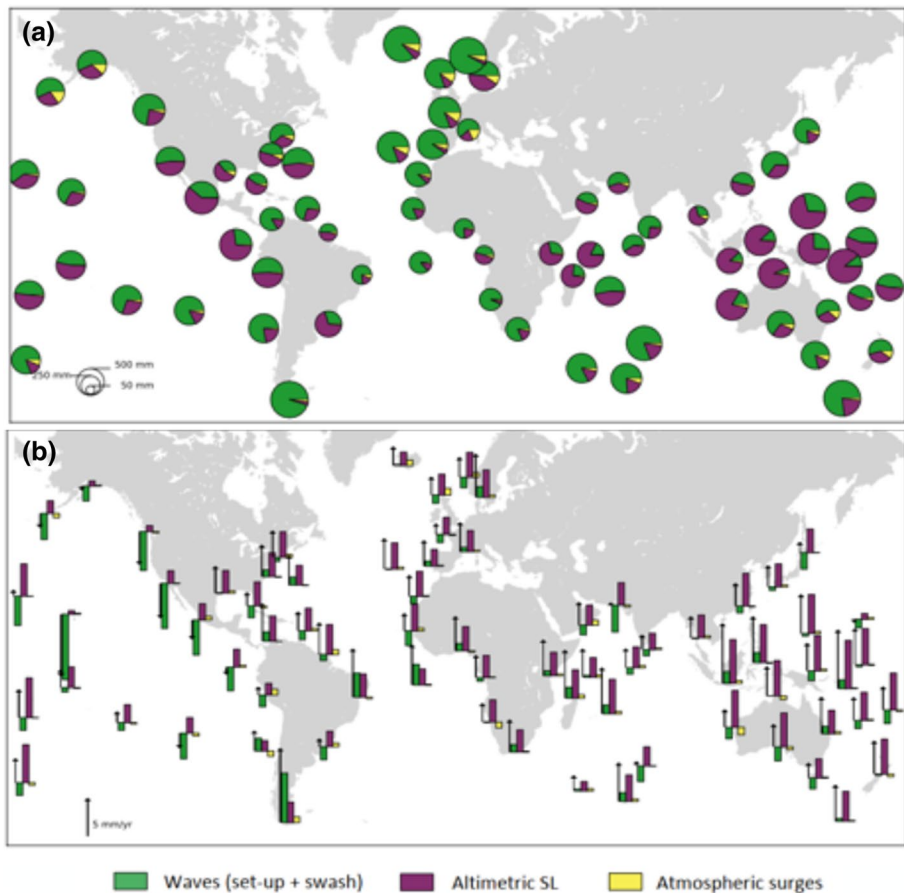 (a)
500 mm
250 mm
50 mm
(b)
5 mm/yr
Waves (set-up + swash) Altimetric SL Atmospheric surges